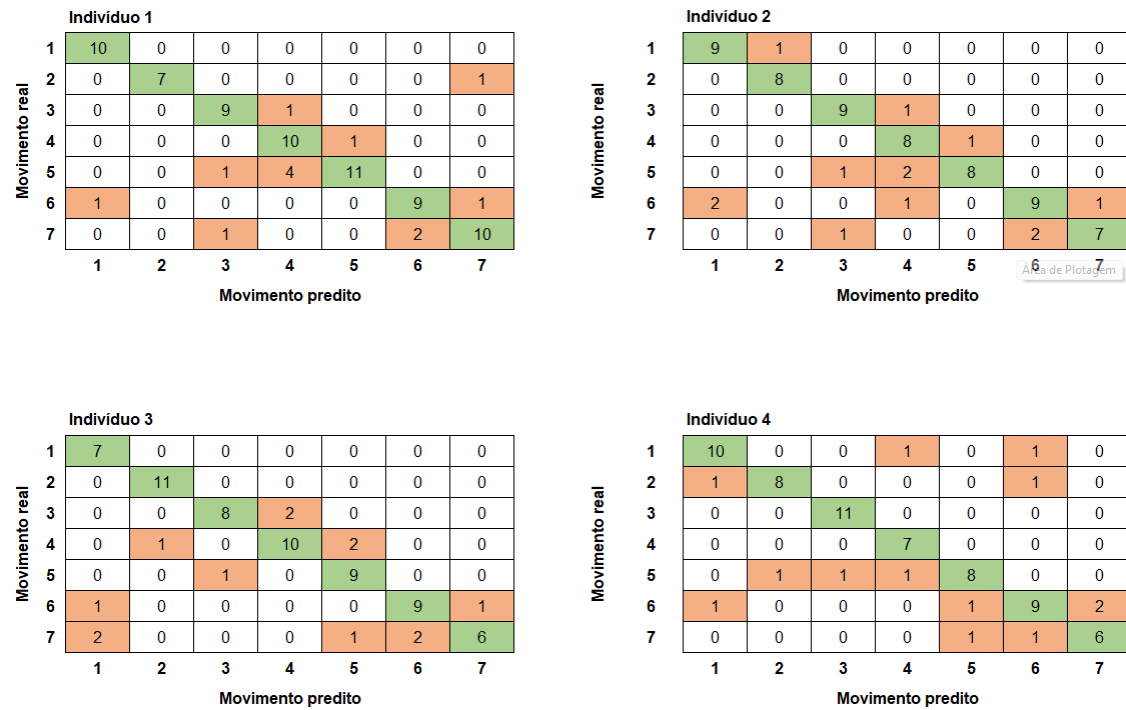 Indivíduo 1
1 10 0 0 0 0 0 0
2 0 7 0 0 0 0 1
3 0 0 9 1 0 0 0
4 0 0 0 10 1 0 0
5 0 0 1 4 11 0 0
6 1 0 0 0 0 9 1
7 0 0 1 0 0 2 10
1 2 3 4 5 6 7
Movimento real
Movimento predito
Indivíduo 2
1 9 1 0 0 0 0 0
2 0 8 0 0 0 0 0
3 0 0 9 1 0 0 0
4 0 0 0 8 1 0 0
5 0 0 1 2 8 0 0
6 2 0 0 1 0 9 1
7 0 0 1 0 0 2 7
1 2 3 4 5 6 7
Área de Plotagem
Movimento real
Movimento predito
Indivíduo 3
1 7 0 0 0 0 0 0
2 0 11 0 0 0 0 0
3 0 0 8 2 0 0 0
4 0 1 0 10 2 0 0
5 0 0 1 0 9 0 0
6 1 0 0 0 0 9 1
7 2 0 0 0 1 2 6
1 2 3 4 5 6 7
Movimento real
Movimento predito
Indivíduo 4
1 10 0 0 1 0 1 0
2 1 8 0 0 0 1 0
3 0 0 11 0 0 0 0
4 0 0 0 7 0 0 0
5 0 1 1 1 8 0 0
6 1 0 0 0 1 9 2
7 0 0 0 0 1 1 6
1 2 3 4 5 6 7
Movimento real
Movimento predito